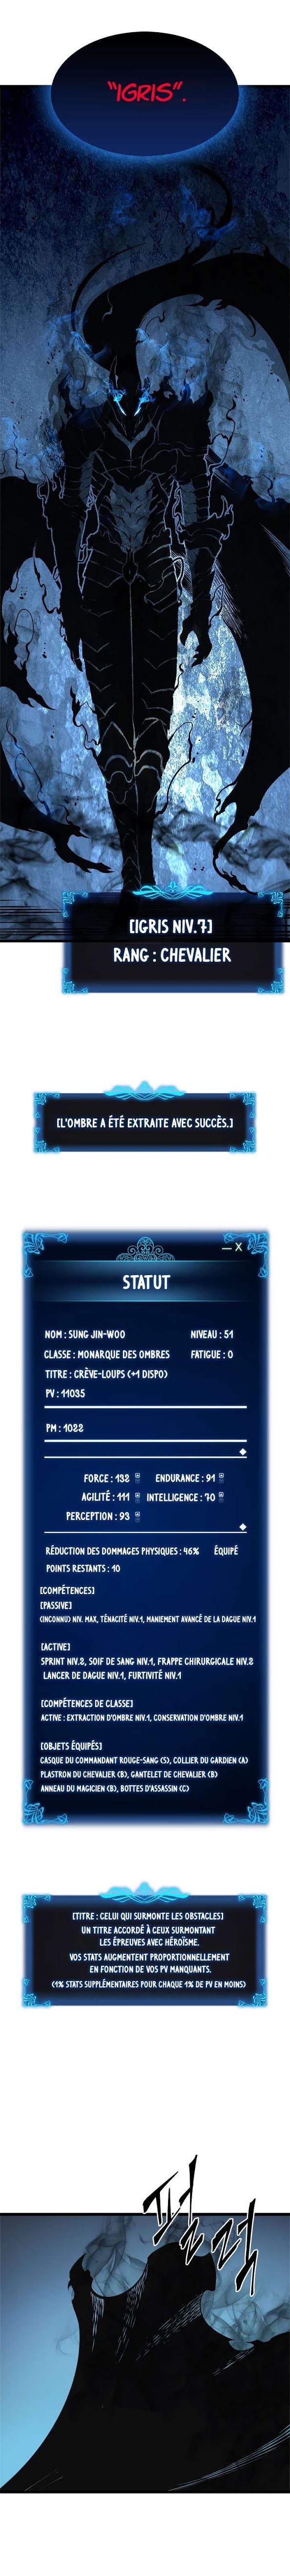 "IGRIS".
[IGRIS NIV.7]
RANG : CHEVALIER
[L'OMBRE A ÉTÉ EXTRAITE AVEC SUCCÈS.]
— X
STATUT
NOM : SUNG JIN-WOO NIVEAU : 51
CLASSE : MONARQUE DES OMBRES FATIGUE : 0
TITRE : CRÈVE-LOUPS (+1 DISPO)
PV : 11035
PM : 1022
FORCE : 132 ENDURANCE : 91
AGILITÉ : 111 INTELLIGENCE : 70
PERCEPTION : 93
RÉDUCTION DES DOMMAGES PHYSIQUES : 46% ÉQUIPÉ
POINTS RESTANTS : 10
[COMPÉTENCES]
[PASSIVE]
(INCONNU) NIV. MAX, TÉNACITÉ NIV.1, MANIEMENT AVANCÉ DE LA DAGUE NIV.1
[ACTIVE]
SPRINT NIV.2, SOIF DE SANG NIV.1, FRAPPE CHIRURGICALE NIV.2
LANCER DE DAGUE NIV.1, FURTIVITÉ NIV.1
[COMPÉTENCES DE CLASSE]
ACTIVE : EXTRACTION D'OMBRE NIV.1, CONSERVATION D'OMBRE NIV.1
[OBJETS ÉQUIPÉS]
CASQUE DU COMMANDANT ROUGE-SANG (S), COLLIER DU GARDIEN (A)
PLASTRON DU CHEVALIER (B), GANTELET DE CHEVALIER (B)
ANNEAU DU MAGICIEN (B), BOTTES D'ASSASSIN (C)
[TITRE : CELUI QUI SURMONTE LES OBSTACLES]
UN TITRE ACCORDÉ À CEUX SURMONTANT
LES ÉPREUVES AVEC HÉROÏSME.
VOS STATS AUGMENTENT PROPORTIONNELLEMENT
EN FONCTION DE VOS PV MANQUANTS.
(1% STATS SUPPLÉMENTAIRES POUR CHAQUE 1% DE PV EN MOINS)
펄럭